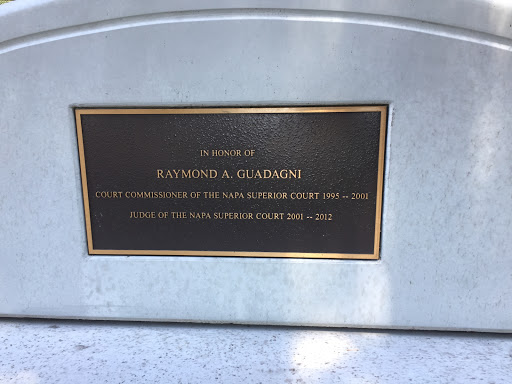 IN HONOR OF
RAYMOND A. GUADAGNI
COURT COMMISSIONER OF THE NAPA SUPERIOR COURT 1995 -- 2001
JUDGE OF THE NAPA SUPERIOR COURT 2001 -- 2012